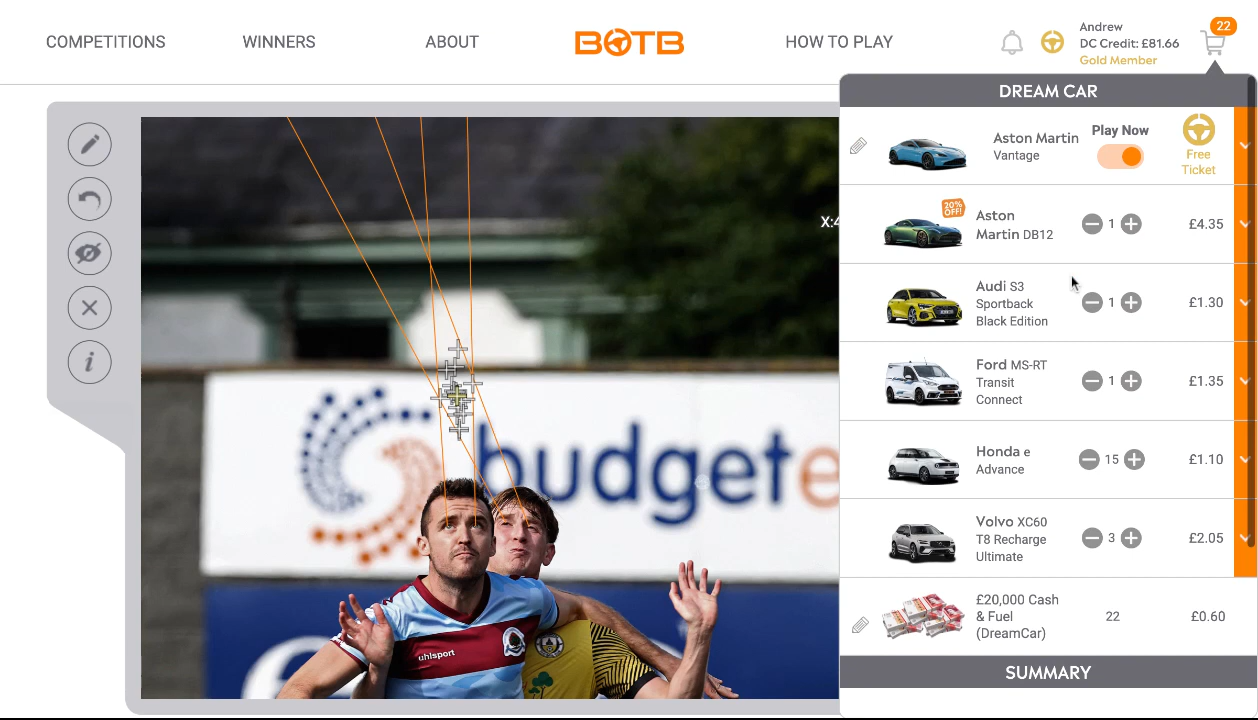 COMPETITIONS
WINNERS
ABOUT
BOTB
HOW TO PLAY
Andrew
DC Credit: £81.66
Gold Member
22
DREAM CAR
Aston Martin
Vantage
Play Now
Free
Ticket
20%
OFF!
Aston
Martin DB12
1
£4.35
Audi S3
Sportback
Black Edition
1
£1.30
Ford MS-RT
Transit
Connect
1
£1.35
Honda e
Advance
15
£1.10
Volvo XC60
T8 Recharge
Ultimate
3
£2.05
£20,000 Cash
& Fuel
(DreamCar)
22
£0.60
SUMMARY
i
X:4
budgete
uhlsport